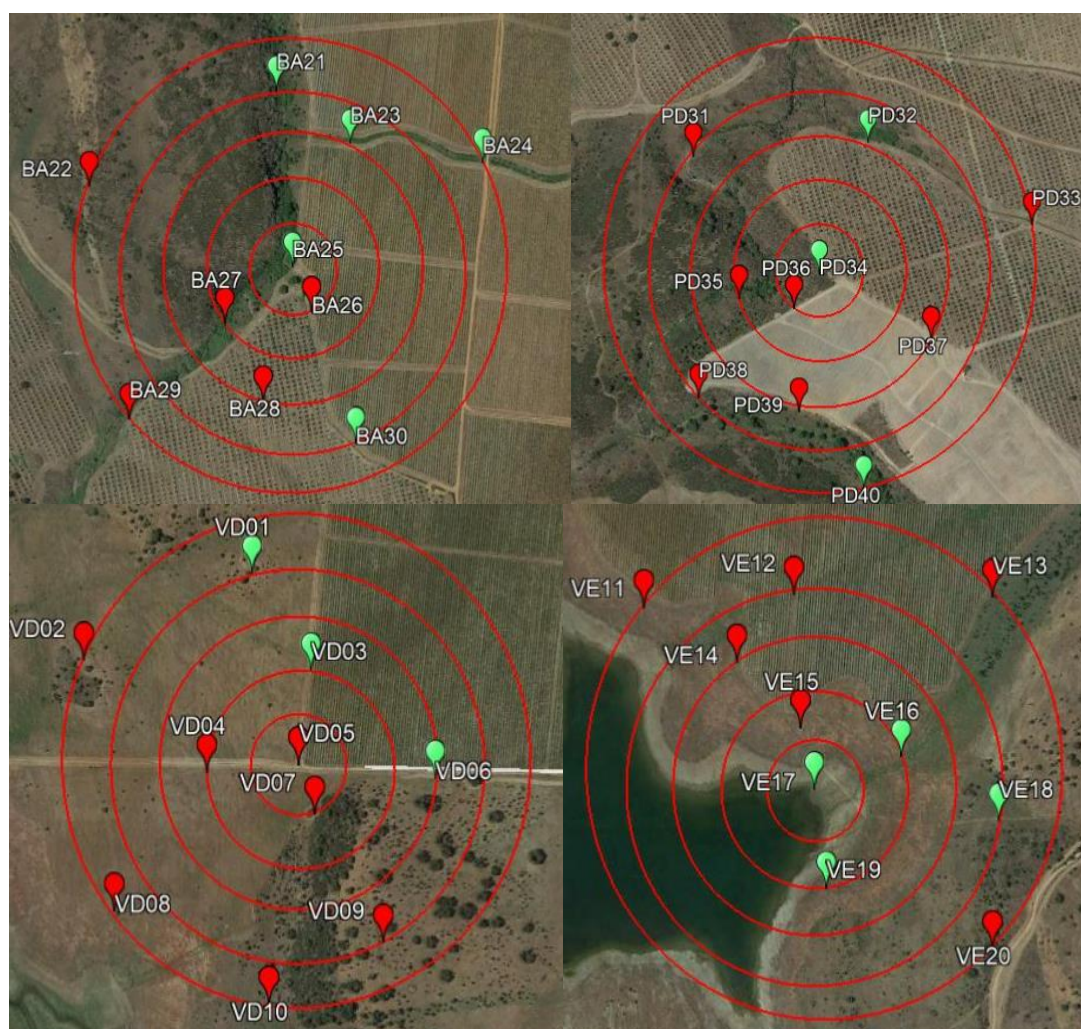 BA21
BA23
BA24
BA22
BA25
BA27
BA26
BA28
BA29
BA30
PD31
PD32
PD33
PD34
PD35
PD36
PD37
PD38
PD39
PD40
VD01
VD02
VD03
VD04
VD05
VD06
VD07
VD08
VD09
VD10
VE12
VE13
VE11
VE14
VE15
VE16
VE17
VE18
VE19
VE20